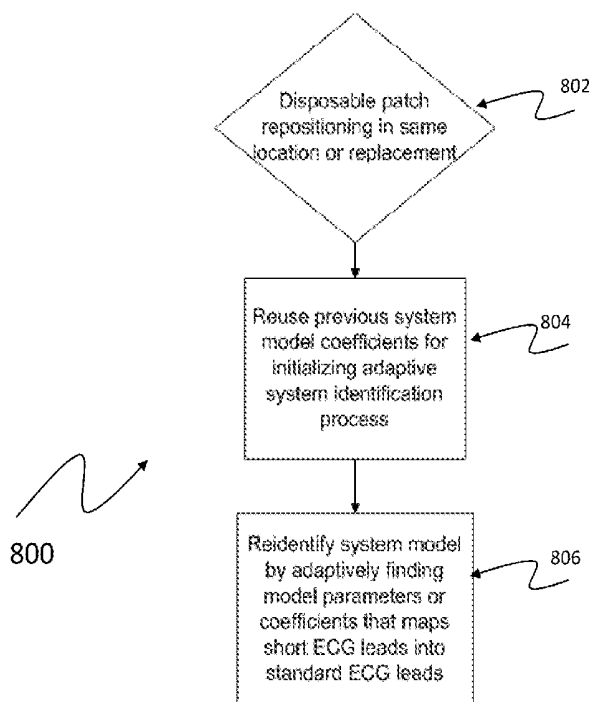 Disposable patch
repositioning in same
location or replacement
802
Reuse previous system
model coefficients for
initializing adaptive
system identification
process
804
800
Reidentify system model
by adaptively finding
model parameters or
coefficients that maps
short ECG leads into
standard ECG leads
806